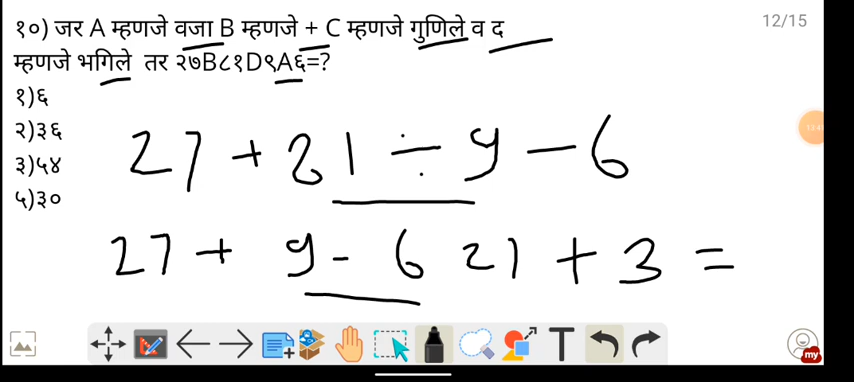 १०) जर A म्हणजे वजा B म्हणजे + C म्हणजे गुणिले व द
12/15
म्हणजे भगिले तर २७B८१D९A६=?
१)६
२)३६
३)५४
५)३०
27 + 81 ÷ 9 - 6
27 + 9 - 6 21 + 3 =
T
my